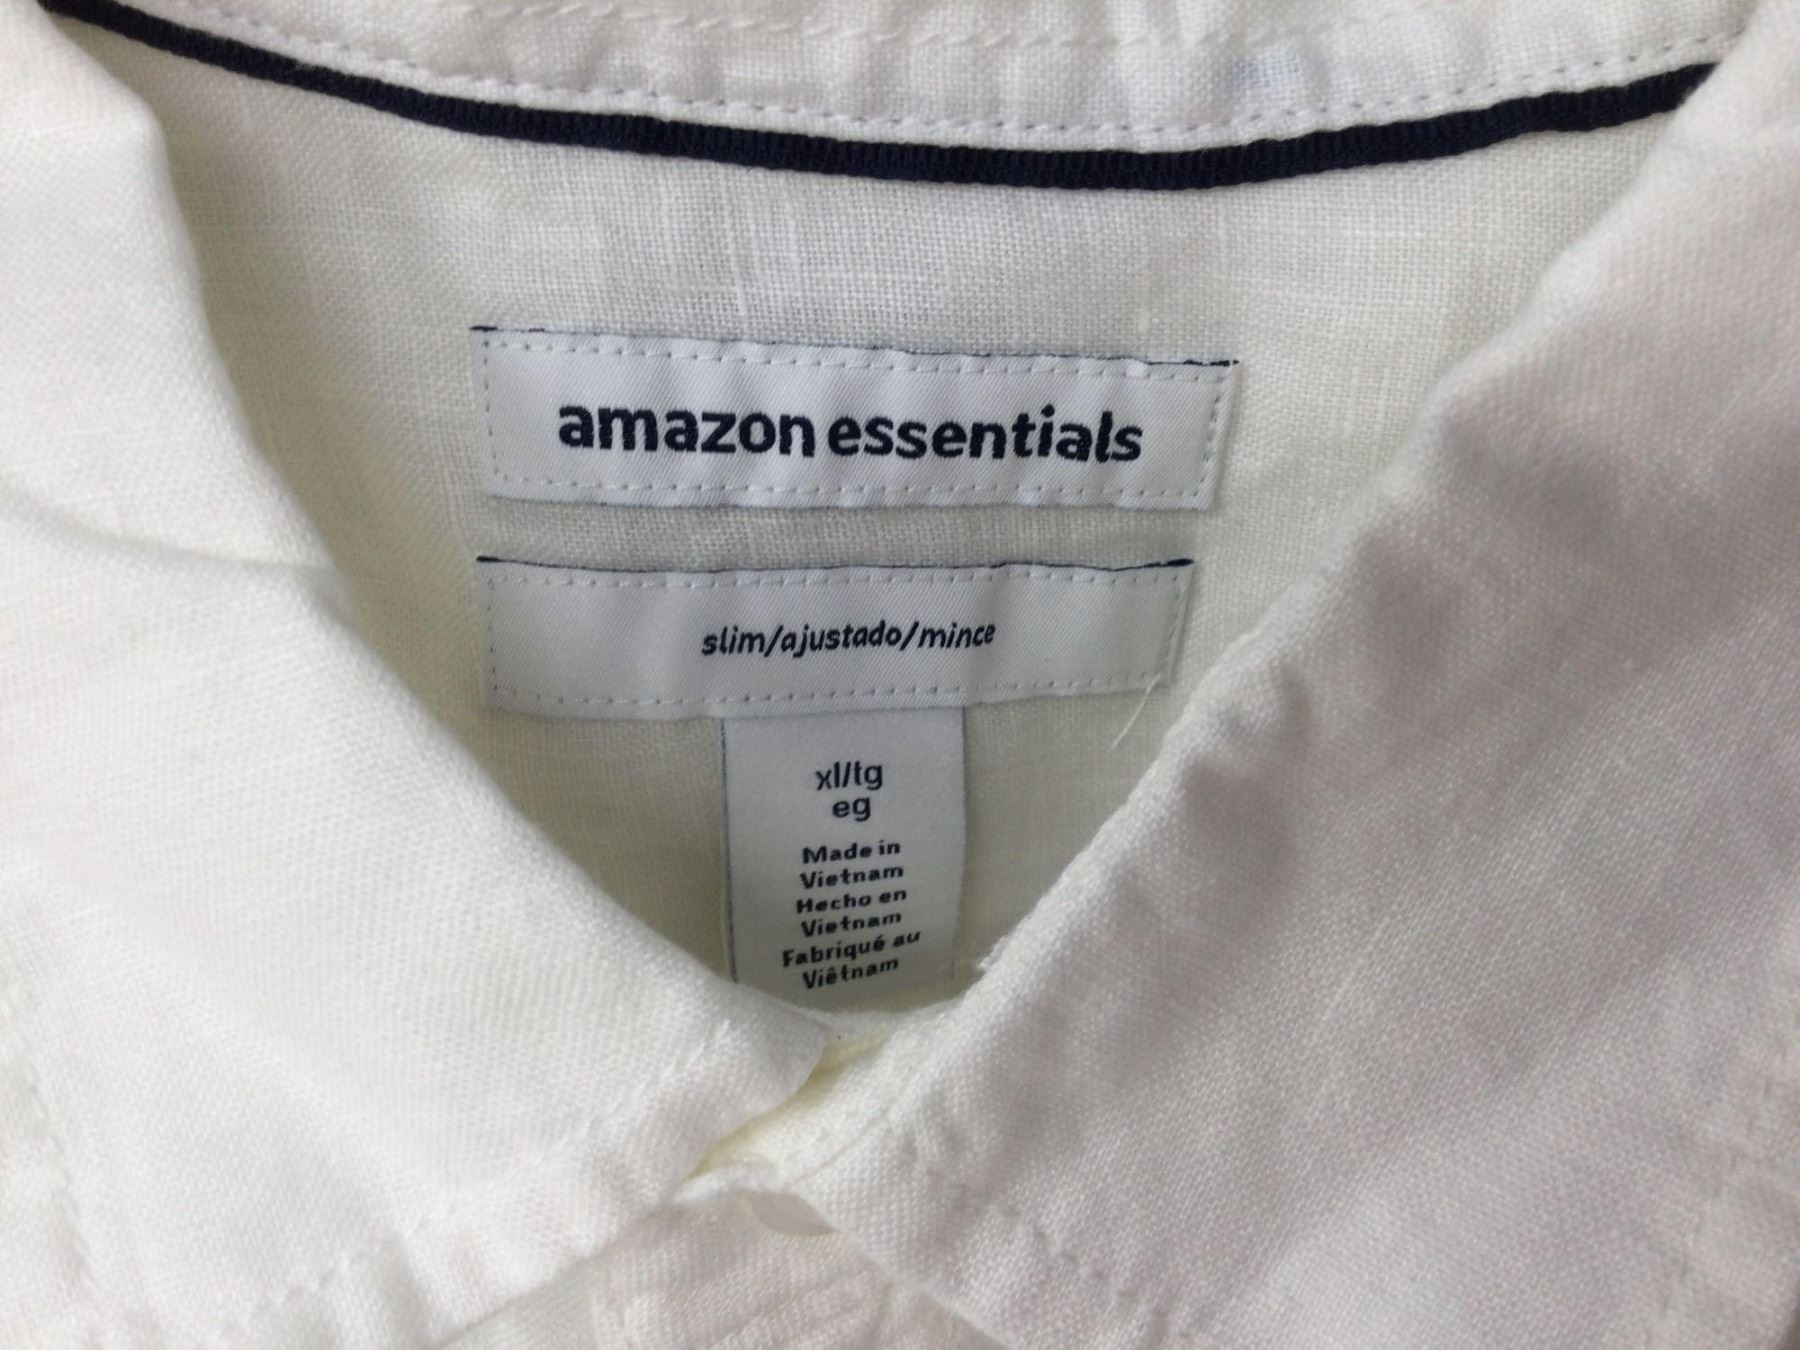 amazon essentials
slim/ajustado/mince
xl/tg
eg
Made in
Vietnam
Hecho en
Vietnam
Fabriqué au
Viêtnam